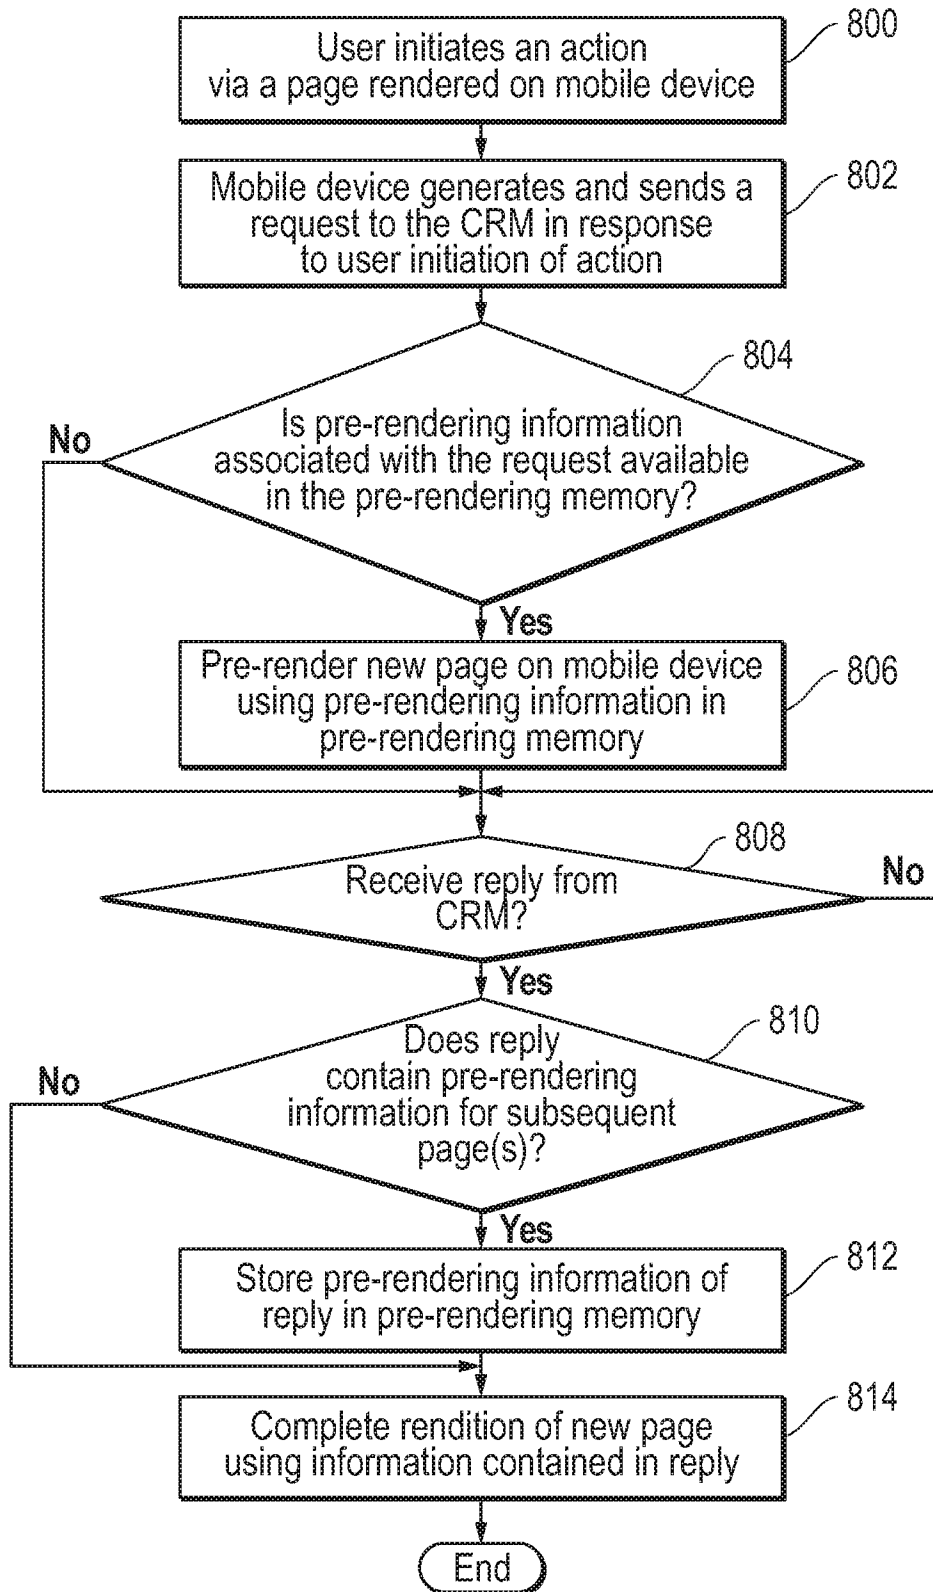 User initiates an action
via a page rendered on mobile device
800
Mobile device generates and sends a
request to the CRM in response
to user initiation of action
802
804
Is pre-rendering information
associated with the request available
in the pre-rendering memory?
No
Yes
Pre-render new page on mobile device
using pre-rendering information in
pre-rendering memory
806
808
Receive reply from
CRM?
No
Yes
810
Does reply
contain pre-rendering
information for subsequent
page(s)?
No
Yes
Store pre-rendering information of
reply in pre-rendering memory
812
Complete rendition of new page
using information contained in reply
814
End